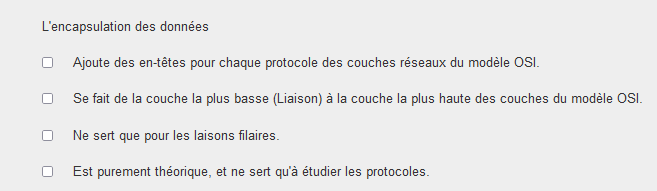 L'encapsulation des données
Ajoute des en-têtes pour chaque protocole des couches réseaux du modèle OSI.
Se fait de la couche la plus basse (Liaison) à la couche la plus haute des couches du modèle OSI.
Ne sert que pour les laisons filaires.
Est purement théorique, et ne sert qu'à étudier les protocoles.